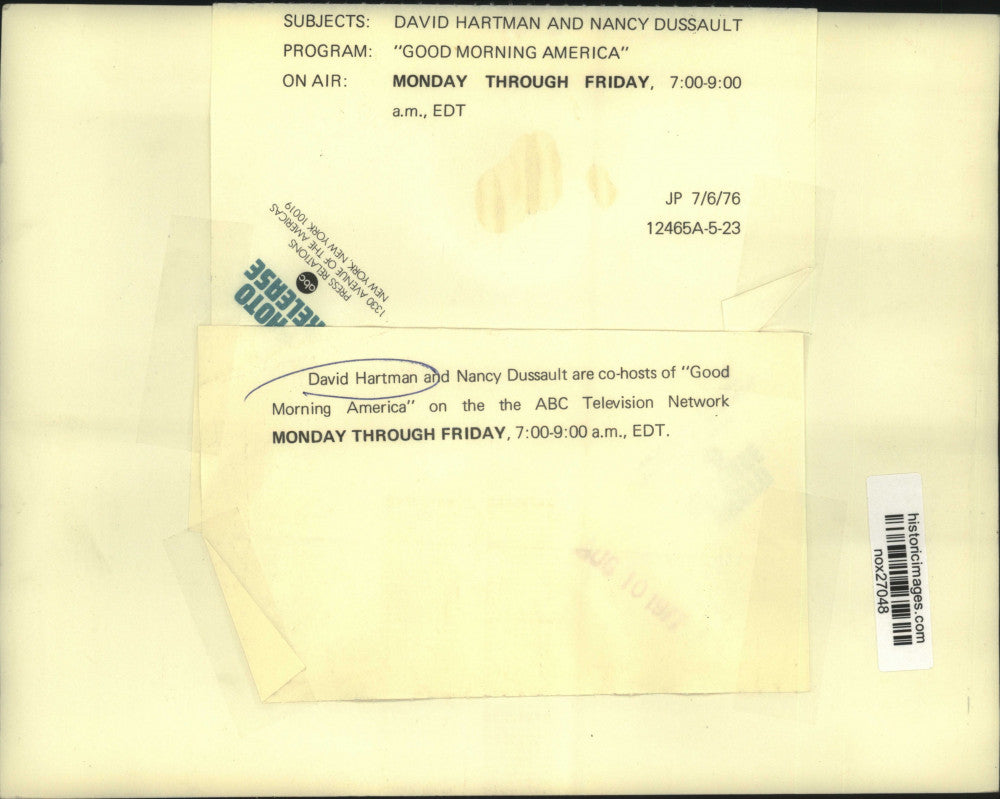 SUBJECTS: DAVID HARTMAN AND NANCY DUSSAULT
PROGRAM: "GOOD MORNING AMERICA"
ON AIR: MONDAY THROUGH FRIDAY, 7:00-9:00
a.m., EDT
JP 7/6/76
12465A-5-23
PHOTO
RELEASE
abc
PRESS RELATIONS
1330 AVENUE OF THE AMERICAS
NEW YORK, NEW YORK 10019
David Hartman and Nancy Dussault are co-hosts of "Good
Morning America" on the the ABC Television Network
MONDAY THROUGH FRIDAY, 7:00-9:00 a.m., EDT.
AUG 10
historicimages.com
nox27048